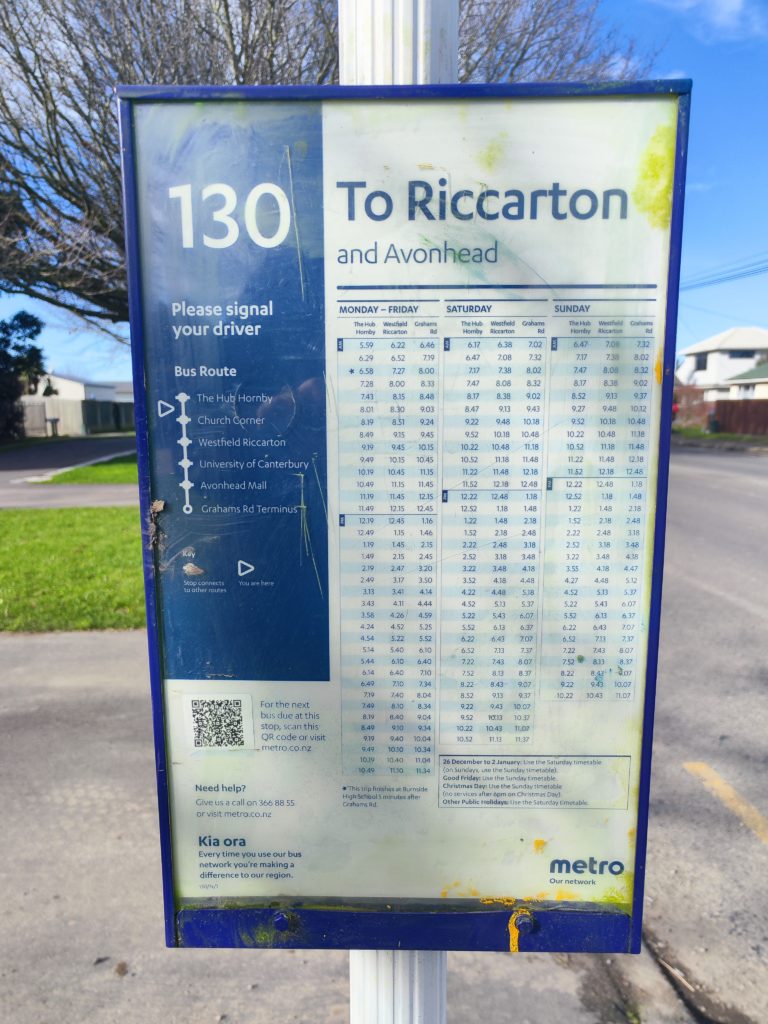 130
To Riccarton
and Avonhead
Please signal
your driver
Bus Route
The Hub Hornby
Church Corner
Westfield Riccarton
University of Canterbury
Avonhead Mall
Grahams Rd Terminus
Key
Stop connects
to other routes
You are here
MONDAY – FRIDAY
The Hub Hornby Westfield Riccarton Grahams Rd
AM 5.59 6.22 6.46
6.29 6.52 7.19
* 6.58 7.27 8.00
7.28 8.00 8.33
7.43 8.15 8.48
8.01 8.30 9.03
8.19 8.51 9.24
8.49 9.15 9.45
9.19 9.45 10.15
9.49 10.15 10.45
10.19 10.45 11.15
10.49 11.15 11.45
11.19 11.45 12.15
11.49 12.15 12.45
PM 12.19 12.45 1.16
12.49 1.15 1.46
1.19 1.45 2.15
1.49 2.15 2.45
2.19 2.47 3.20
2.49 3.17 3.50
3.13 3.41 4.14
3.43 4.11 4.44
3.58 4.26 4.59
4.24 4.52 5.25
4.54 5.22 5.52
5.14 5.40 6.10
5.44 6.10 6.40
6.14 6.40 7.10
6.49 7.10 7.34
7.19 7.40 8.04
7.49 8.10 8.34
8.19 8.40 9.04
8.49 9.10 9.34
9.19 9.40 10.04
9.49 10.10 10.34
10.19 10.40 11.04
10.49 11.10 11.34
* This trip finishes at Burnside
High School 5 minutes after
Grahams Rd.
SATURDAY
The Hub Hornby Westfield Riccarton Grahams Rd
AM 6.17 6.38 7.02
6.47 7.08 7.32
7.17 7.38 8.02
7.47 8.08 8.32
8.17 8.38 9.02
8.47 9.13 9.43
9.22 9.48 10.18
9.52 10.18 10.48
10.22 10.48 11.18
10.52 11.18 11.48
11.22 11.48 12.18
11.52 12.18 12.48
PM 12.22 12.48 1.18
12.52 1.18 1.48
1.22 1.48 2.18
1.52 2.18 2.48
2.22 2.48 3.18
2.52 3.18 3.48
3.22 3.48 4.18
3.52 4.18 4.48
4.22 4.48 5.18
4.52 5.13 5.37
5.22 5.43 6.07
5.52 6.13 6.37
6.22 6.43 7.07
6.52 7.13 7.37
7.22 7.43 8.07
7.52 8.13 8.37
8.22 8.43 9.07
8.52 9.13 9.37
9.22 9.43 10.07
9.52 10.13 10.37
10.22 10.43 11.07
10.52 11.13 11.37
SUNDAY
The Hub Hornby Westfield Riccarton Grahams Rd
AM 6.47 7.08 7.32
7.17 7.38 8.02
7.47 8.08 8.32
8.17 8.38 9.02
8.52 9.13 9.37
9.27 9.48 10.12
9.52 10.18 10.48
10.22 10.48 11.18
10.52 11.18 11.48
11.22 11.48 12.18
11.52 12.18 12.48
PM 12.22 12.48 1.18
12.52 1.18 1.48
1.22 1.48 2.18
1.52 2.18 2.48
2.22 2.48 3.18
2.52 3.18 3.48
3.22 3.48 4.18
3.55 4.18 4.47
4.27 4.48 5.12
4.52 5.13 5.37
5.22 5.43 6.07
5.52 6.13 6.37
6.22 6.43 7.07
6.52 7.13 7.37
7.22 7.43 8.07
7.52 8.13 8.37
8.22 8.43 9.07
9.22 9.43 10.07
10.22 10.43 11.07
26 December to 2 January: Use the Saturday timetable
(on Sundays, use the Sunday timetable).
Good Friday: Use the Sunday timetable.
Christmas Day: Use the Sunday timetable
(no services after 6pm on Christmas Day).
Other Public Holidays: Use the Saturday timetable.
For the next
bus due at this
stop, scan this
QR code or visit
metro.co.nz
Need help?
Give us a call on 366 88 55
or visit metro.co.nz
Kia ora
Every time you use our bus
network you're making a
difference to our region.
metro
Our network